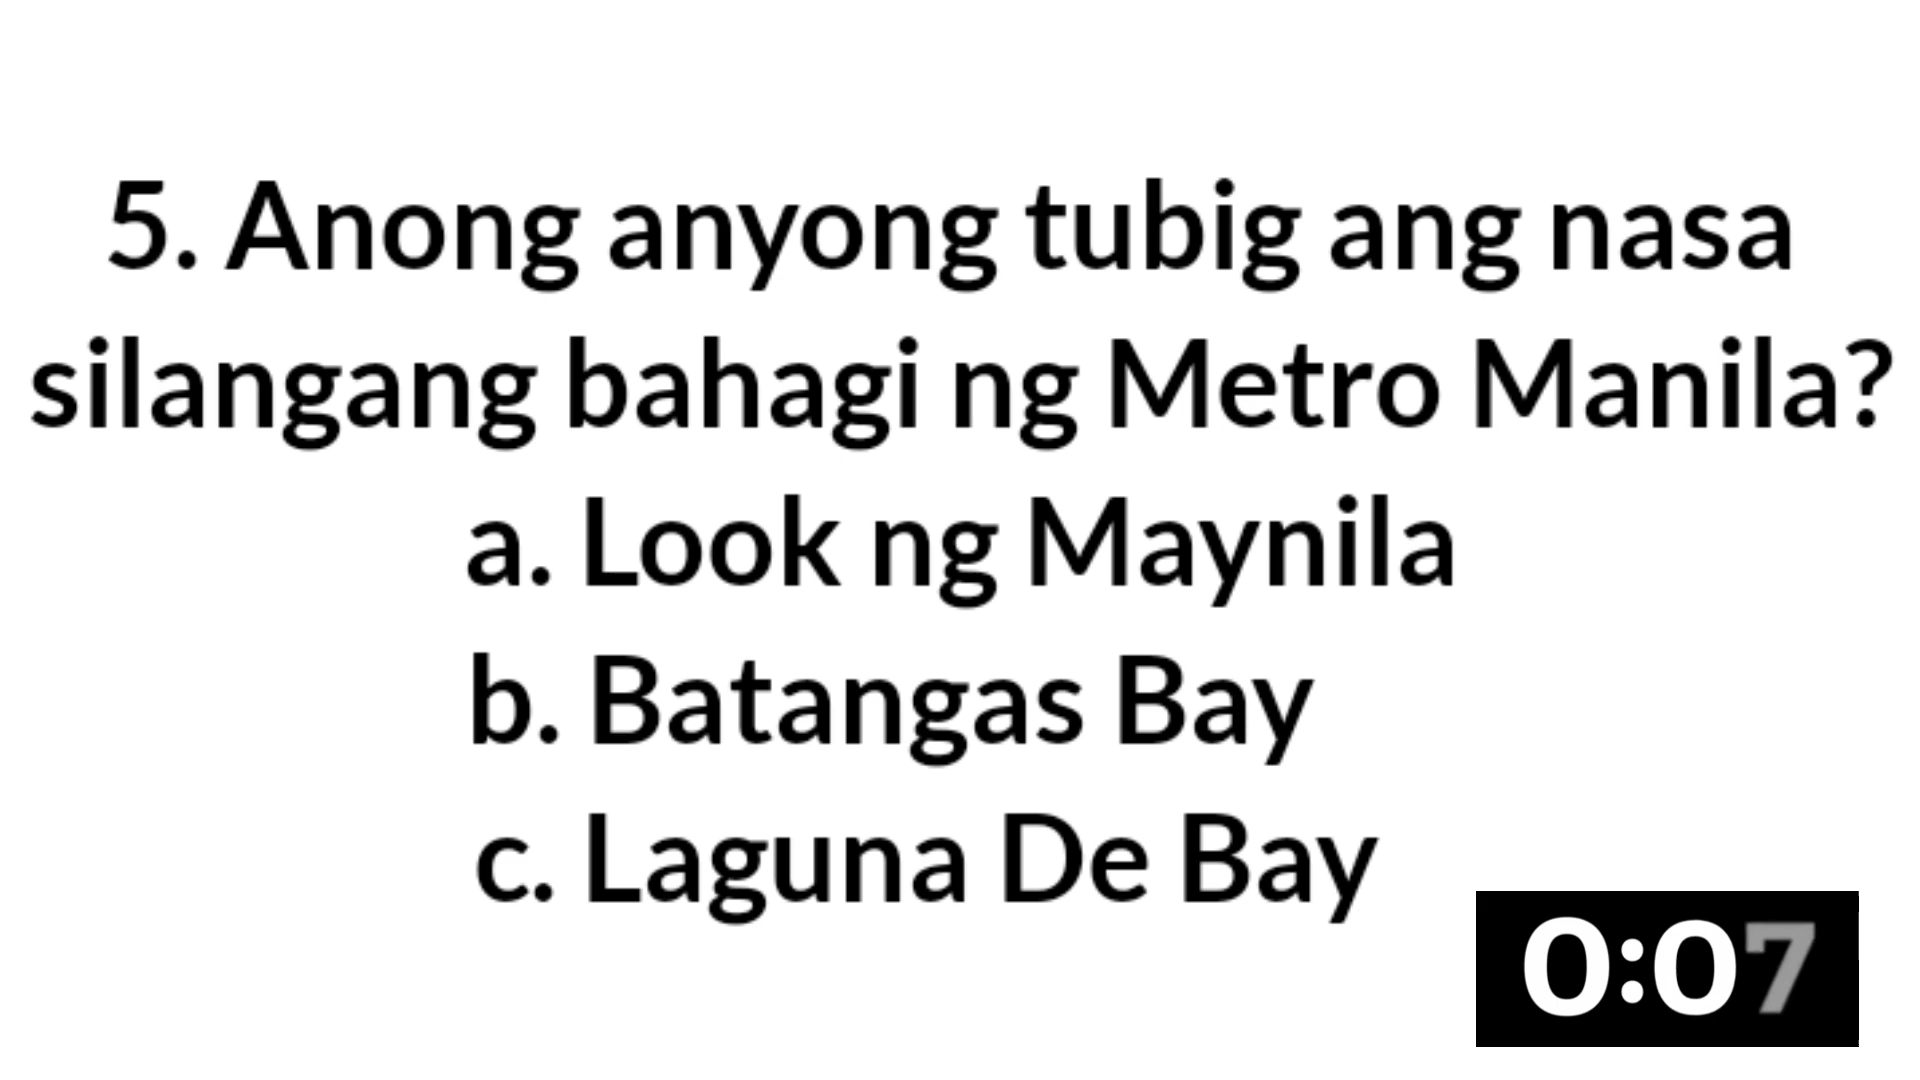 5. Anong anyong tubig ang nasa
silangang bahagi ng Metro Manila?
a. Look ng Maynila
b. Batangas Bay
c. Laguna De Bay
0:07